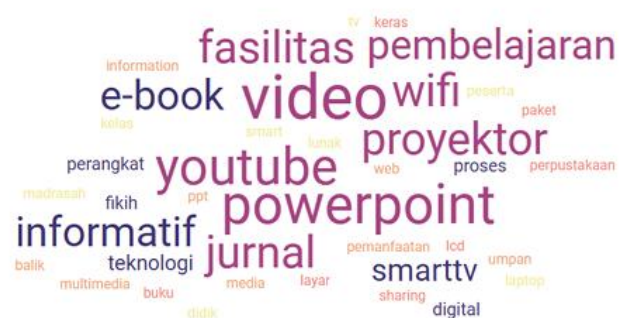 tv keras
fasilitas pembelajaran
information
e-book video wifi peserta
paket
kelas smart lunak proyektor
perangkat youtube web proses perpustakaan
madrasah fikih ppt powerpoint
informatif jurnal pemanfaatan lcd umpan
balik teknologi smarttv
multimedia buku media layar laptop
sharing
didik digital